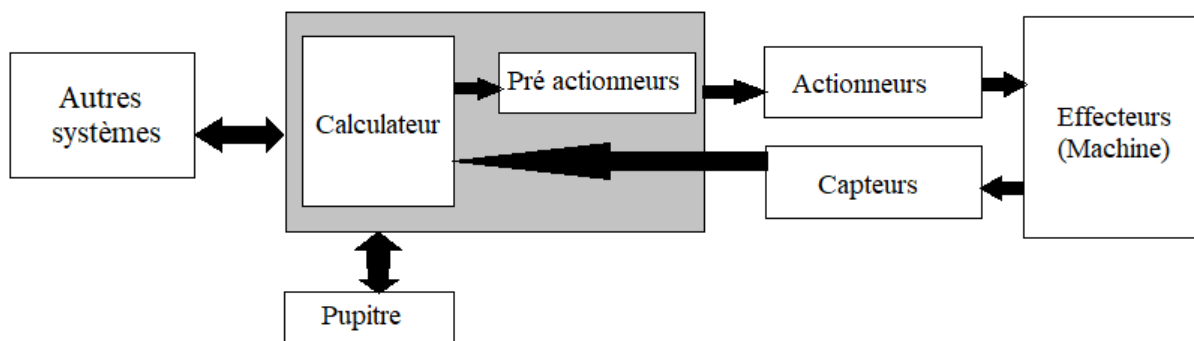 Autres
systèmes
Calculateur
Pré actionneurs
Actionneurs
Capteurs
Effecteurs
(Machine)
Pupitre